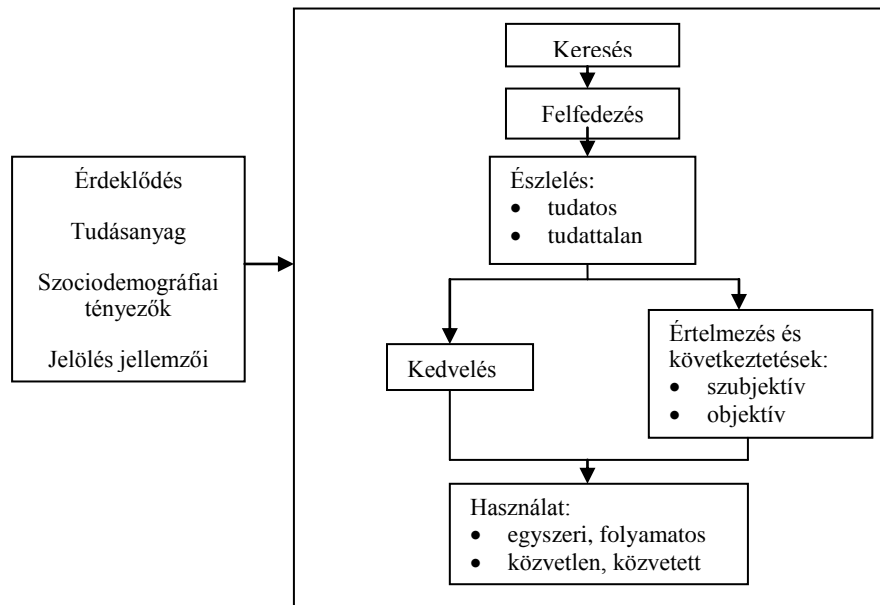 Keresés
Felfedezés
Észlelés:
• tudatos
• tudattalan
Érdeklődés
Tudásanyag
Szociodemográfiai
tényezők
Jelölés jellemzői
Kedvelés
Értelmezés és
következtetések:
• szubjektív
• objektív
Használat:
• egyszeri, folyamatos
• közvetlen, közvetett